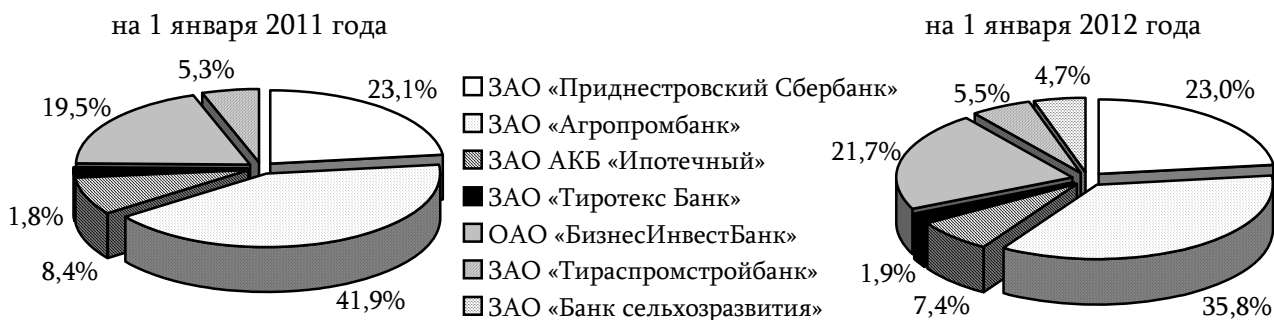 на 1 января 2011 года
5,3%
23,1%
19,5%
1,8%
8,4%
41,9%
ЗАО «Приднестровский Сбербанк»
ЗАО «Агропромбанк»
ЗАО АКБ «Ипотечный»
ЗАО «Тиротекс Банк»
ОАО «БизнесИнвестБанк»
ЗАО «Тираспромстройбанк»
ЗАО «Банк сельхозразвития»
на 1 января 2012 года
4,7%
5,5%
23,0%
21,7%
1,9%
7,4%
35,8%